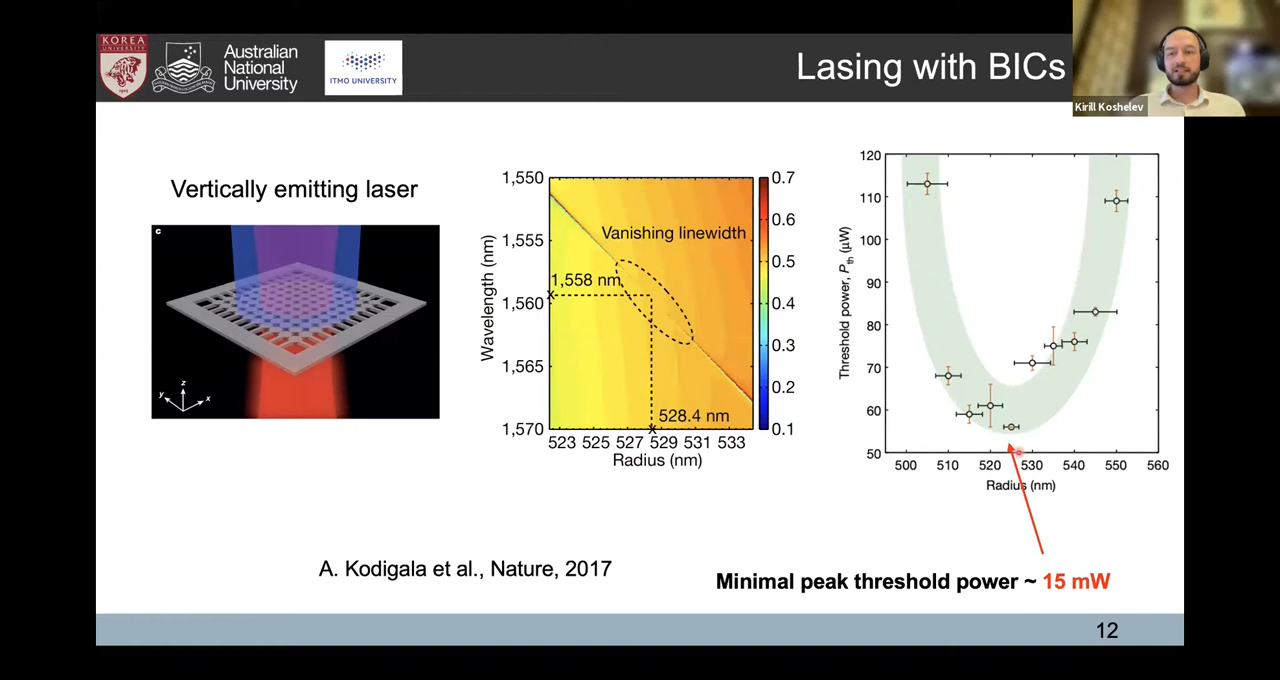 KOREA
UNIVERSITY
1905
Australian
National
University
ITMO UNIVERSITY
Lasing with BICs
Kirill Koshelev
Vertically emitting laser
c
z
y
x
1,550
1,555
1,560
1,565
1,570
Wavelength (nm)
Vanishing linewidth
1,558 nm
528.4 nm
523 525 527 529 531 533
Radius (nm)
0.7
0.6
0.5
0.4
0.3
0.2
0.1
120
110
100
90
80
70
60
50
Threshold power, Pth (µW)
500 510 520 530 540 550 560
Radius (nm)
A. Kodigala et al., Nature, 2017
Minimal peak threshold power ~ 15 mW
12